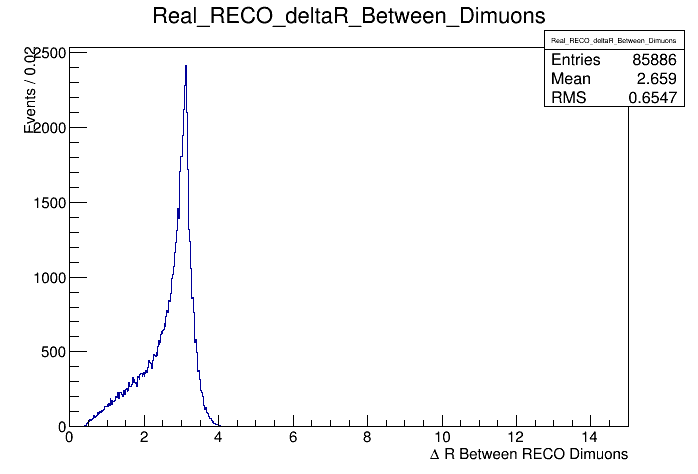 Real_RECO_deltaR_Between_Dimuons
Real_RECO_deltaR_Between_Dimuons
Entries 85886
Mean 2.659
RMS 0.6547
Events / 0.02
2500
2000
1500
1000
500
0
0 2 4 6 8 10 12 14
Δ R Between RECO Dimuons